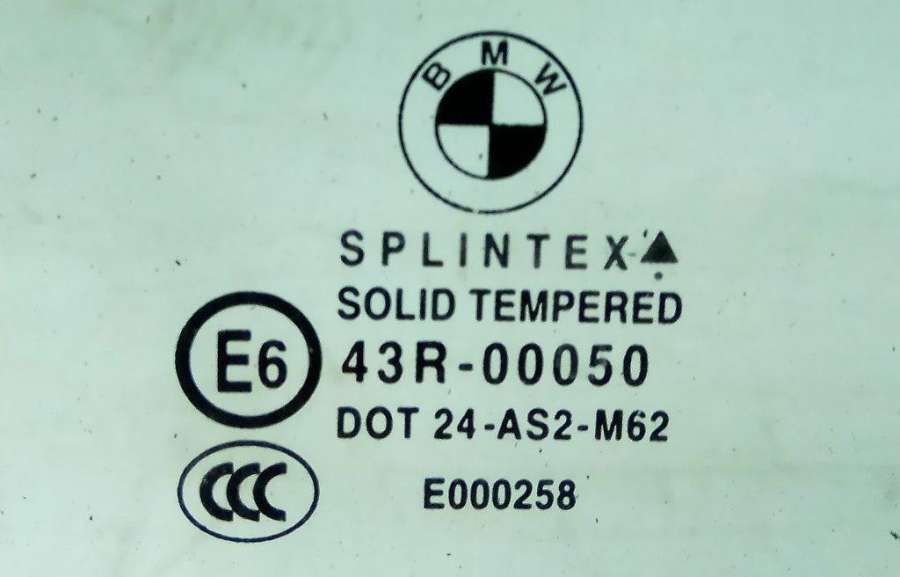 BMW
SPLINTEX
SOLID TEMPERED
E6
43R-00050
DOT 24-AS2-M62
CCC
E000258